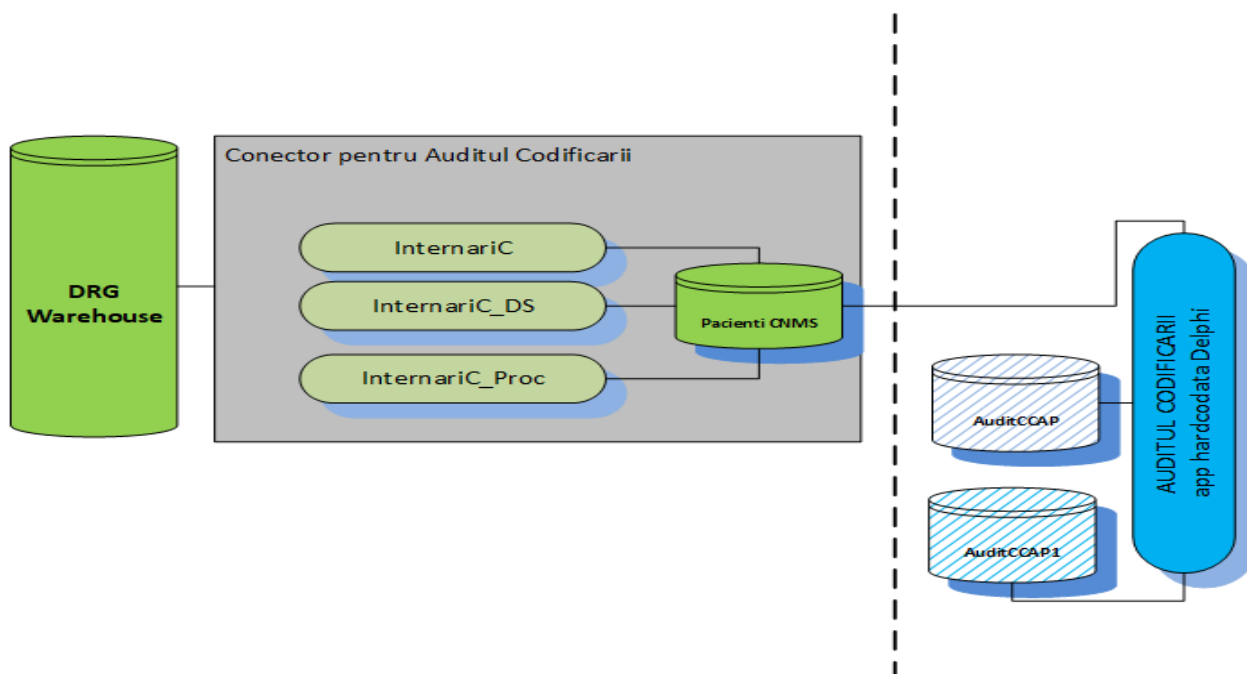 Conector pentru Auditul Codificarii
DRG
Warehouse
InternariC
InternariC_DS
InternariC_Proc
Pacienti CNMS
AuditCCAP
AuditCCAP1
AUDITUL CODIFICARII
app hardcodata Delphi